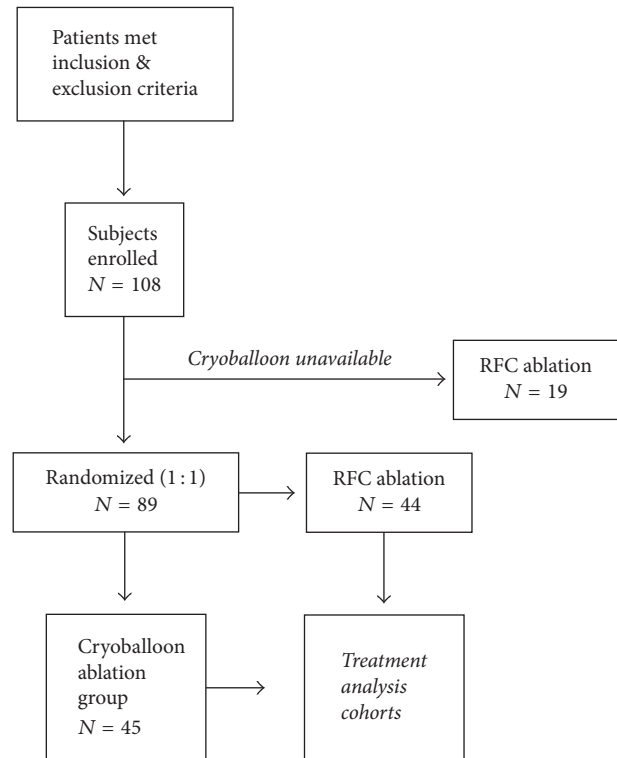 Patients met
inclusion &
exclusion criteria
Subjects
enrolled
N = 108
Cryoballoon unavailable
RFC ablation
N = 19
Randomized (1 : 1)
N = 89
RFC ablation
N = 44
Cryoballoon
ablation
group
N = 45
Treatment
analysis
cohorts